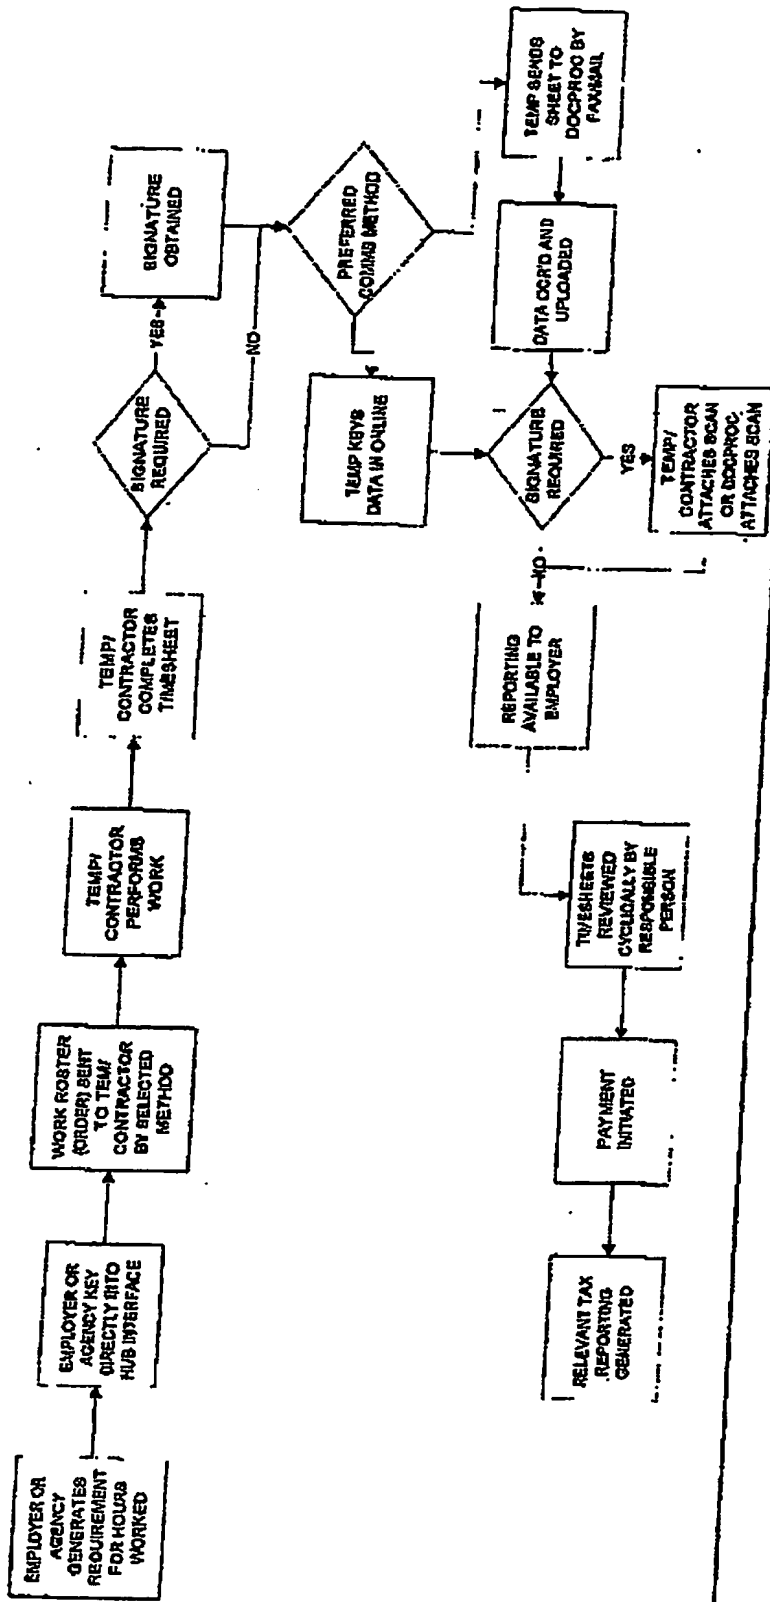 EMPLOYER OR
AGENCY
GENERATES
REQUIREMENT
FOR HOURS
WORKED
EMPLOYER OR
AGENCY KEY
DIRECTLY INTO
HUB INTERFACE
WORK ROSTER
(ORDER) SENT
TO TEM/
CONTRACTOR
BY SELECTED
METHOD
TEMP/
CONTRACTOR
PERFORMS
WORK
TEMP/
CONTRACTOR
COMPLETES
TIMESHEET
SIGNATURE
REQUIRED
YES
NO
SIGNATURE
OBTAINED
PREFERRED
COMMS METHOD
TEMP KEYS
DATA IN ONLINE
TEMP SENDS
SHEET TO
DOCPROC BY
FAX/MAIL
DATA OCR'D AND
UPLOADED
SIGNATURE
REQUIRED
YES
NO
TEMP/
CONTRACTOR
ATTACHES SCAN
OR DOCPROC
ATTACHES SCAN
REPORTING
AVAILABLE TO
EMPLOYER
TIMESHEETS
REVIEWED
CYCLICALLY BY
RESPONSIBLE
PERSON
PAYMENT
INITIATED
RELEVANT TAX
REPORTING
GENERATED